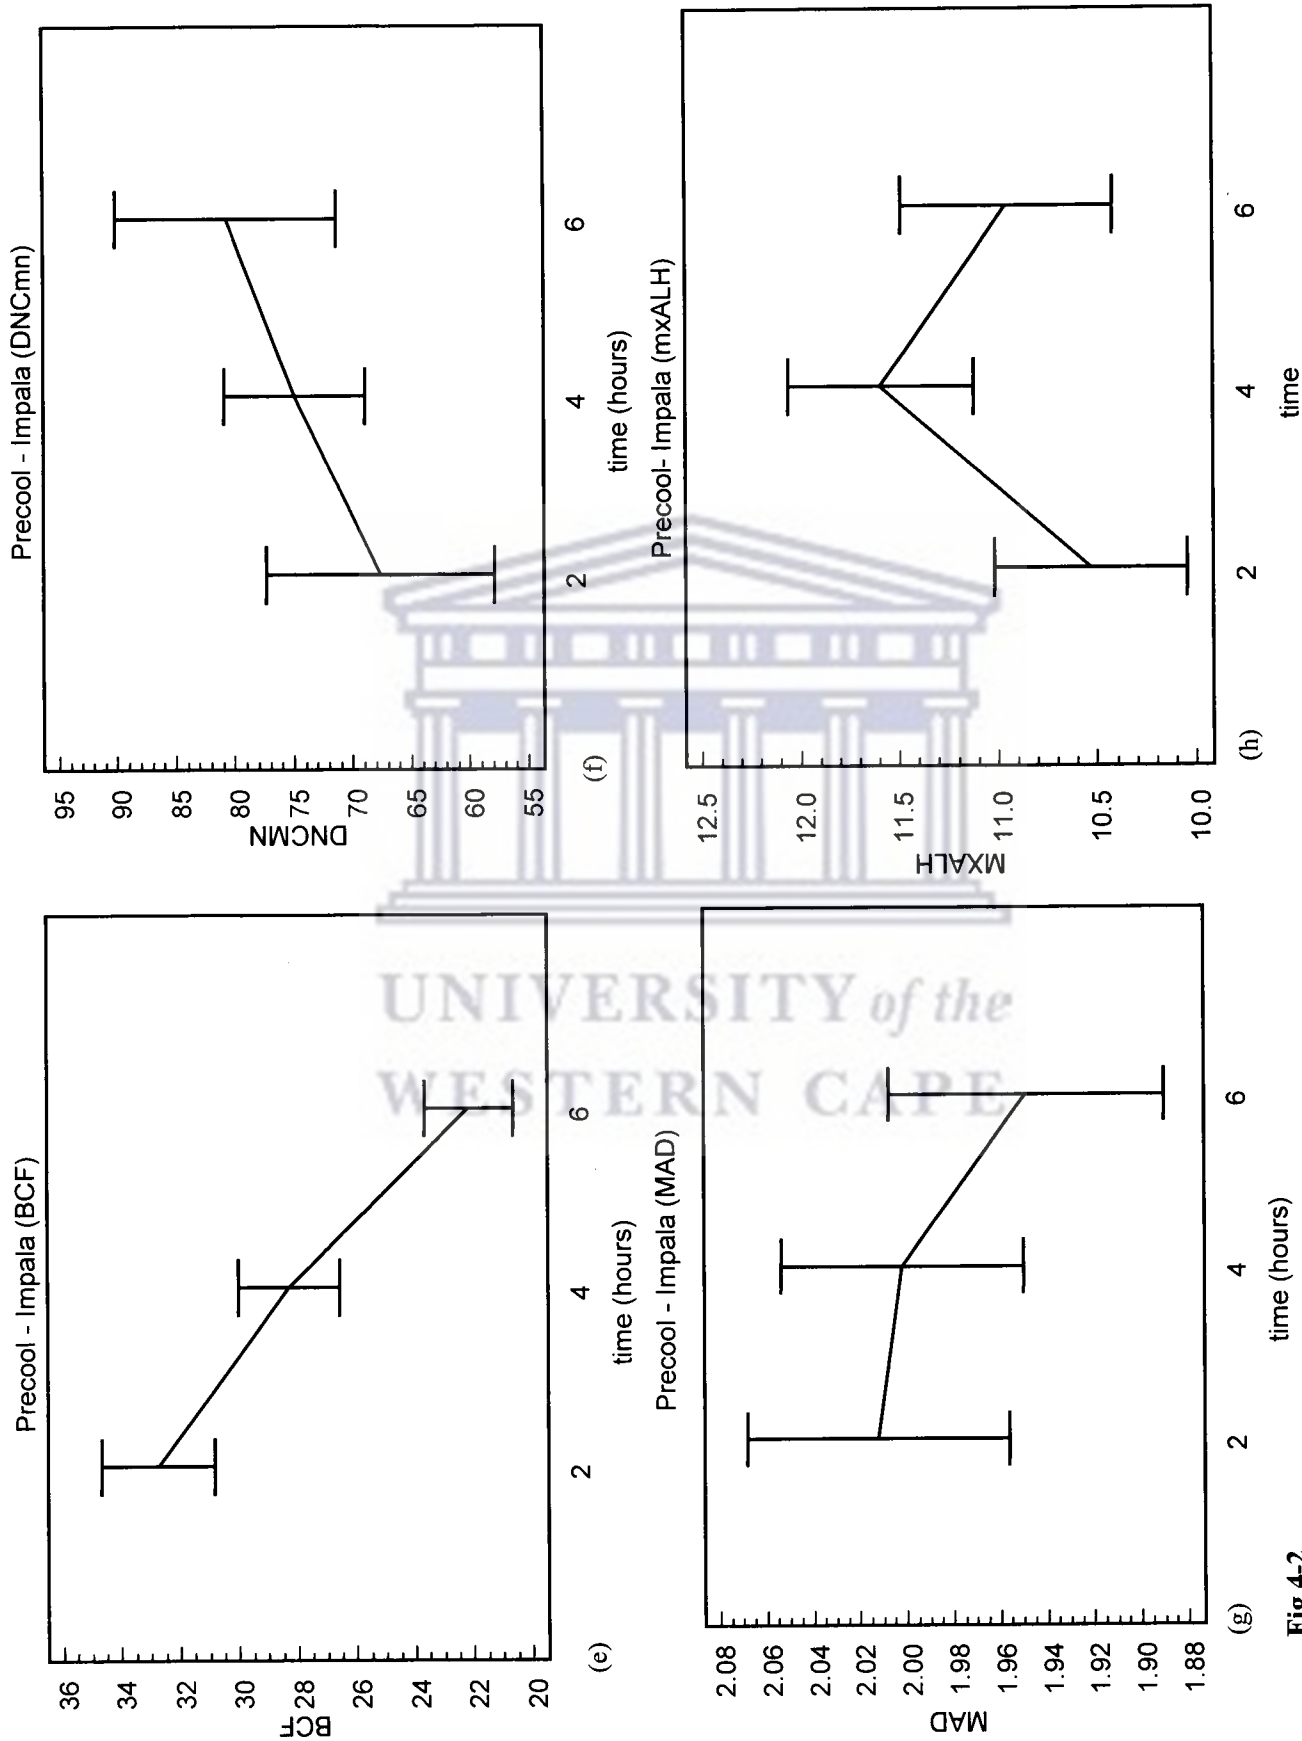 Precool - Impala (BCF)
36
34
32
30
28
26
24
22
20
BCF
2
4
6
time (hours)
(e)
Precool - Impala (DNCmn)
95
90
85
80
75
70
65
60
55
DNCMN
2
4
6
time (hours)
(f)
Precool - Impala (MAD)
2.08
2.06
2.04
2.02
2.00
1.98
1.96
1.94
1.92
1.90
1.88
MAD
2
4
6
time (hours)
(g)
Precool- Impala (mxALH)
12.5
12.0
11.5
11.0
10.5
10.0
MXALH
2
4
6
time
(h)
Fig 4-2
UNIVERSITY of the
WESTERN CAPE